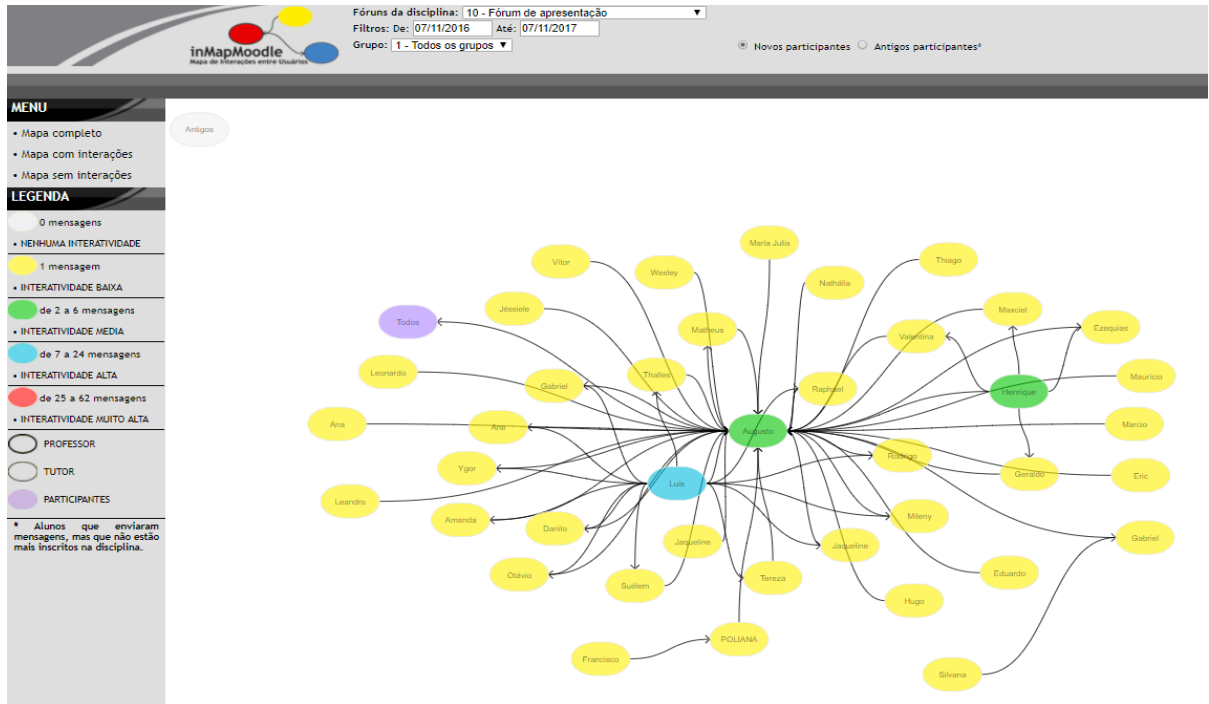 Fóruns da disciplina: 10 - Fórum de apresentação
Filtros: De: 07/11/2016 Até: 07/11/2017
Grupo: 1 - Todos os grupos
Novos participantes Antigos participantes*
inMapMoodle
Mapa de Interações entre Usuários
MENU
• Mapa completo
• Mapa com interações
• Mapa sem interações
LEGENDA
0 mensagens
• NENHUMA INTERATIVIDADE
1 mensagem
• INTERATIVIDADE BAIXA
de 2 a 6 mensagens
• INTERATIVIDADE MEDIA
de 7 a 24 mensagens
• INTERATIVIDADE ALTA
de 25 a 62 mensagens
• INTERATIVIDADE MUITO ALTA
PROFESSOR
TUTOR
PARTICIPANTES
* Alunos que enviaram
mensagens, mas que não estão
mais inscritos na disciplina.
Antigos
Maria Julia
Vitor
Wesley
Thiago
Nathália
Jéssiele
Maxciel
Todos
Matheus
Ezequias
Valentina
Leonardo
Thalles
Gabriel
Raphael
Henrique
Maurício
Ana
Ane
Augusto
Marcio
Rodrigo
Ygor
Luis
Geraldo
Eric
Leandro
Amanda
Danilo
Mileny
Jaqueline
Jaqueline
Gabriel
Otávio
Suélem
Tereza
Eduardo
Hugo
POLIANA
Francisco
Silvana